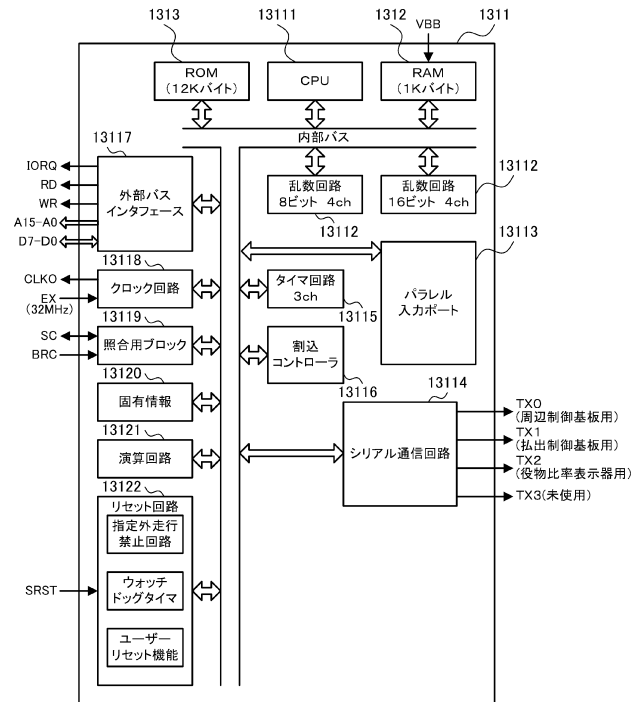 1313
13111
1312
1311
VBB
ROM
(12Kバイト)
CPU
RAM
(1Kバイト)
内部バス
13117
IORQ
RD
WR
A15-A0
D7-D0
外部バス
インタフェース
乱数回路
8ビット 4ch
13112
乱数回路
16ビット 4ch
13112
13118
CLKO
EX
(32MHz)
クロック回路
タイマ回路
3ch
13115
パラレル
入力ポート
13113
13119
SC
BRC
照合用ブロック
割込
コントローラ
13116
13120
固有情報
13114
シリアル通信回路
TX0
(周辺制御基板用)
TX1
(払出制御基板用)
TX2
(役物比率表示器用)
TX3(未使用)
13121
演算回路
13122
リセット回路
指定外走行
禁止回路
SRST
ウォッチ
ドッグタイマ
ユーザー
リセット機能